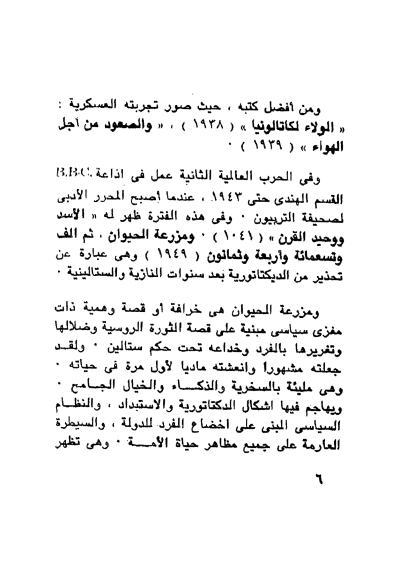 ومن أفضل كتبه ، حيث صور تجربته العسكرية :
« الولاء لكاتالونيا » ( ١٩٣٨ ) ، « والصعود من أجل
الهواء » ( ١٩٣٩ ) ٠
وفى الحرب العالمية الثانية عمل فى اذاعة B.B.C.
القسم الهندى حتى ١٩٤٣ ، عندما أصبح المحرر الأدبى
لصحيفة التربيون ٠ وفى هذه الفترة ظهر له « الأسد
ووحيد القرن » ( ١٠٤١ ) ٠ ومزرعة الحيوان ، ثم الف
وتسعمائة وأربعة وثمانون ( ١٩٤٩ ) وهى عبارة عن
تحذير من الديكتاتورية بعد سنوات النازية والستالينية ٠
ومزرعة الحيوان هى خرافة أو قصة وهمية ذات
مغزى سياسى مبنية على قصة الثورة الروسية وضلالها
وتغريرها بالفرد وخداعه تحت حكم ستالين ٠ ولقد
جعلته مشهورا وانعشته ماديا لأول مرة فى حياته ٠
وهى مليئة بالسخرية والذكاء والخيال الجامح ٠
ويهاجم فيها اشكال الدكتاتورية والاستبداد ، والنظام
السياسى المبنى على اخضاع الفرد للدولة ، والسيطرة
العارمة على جميع مظاهر حياة الأمة ٠ وهى تظهر
٦